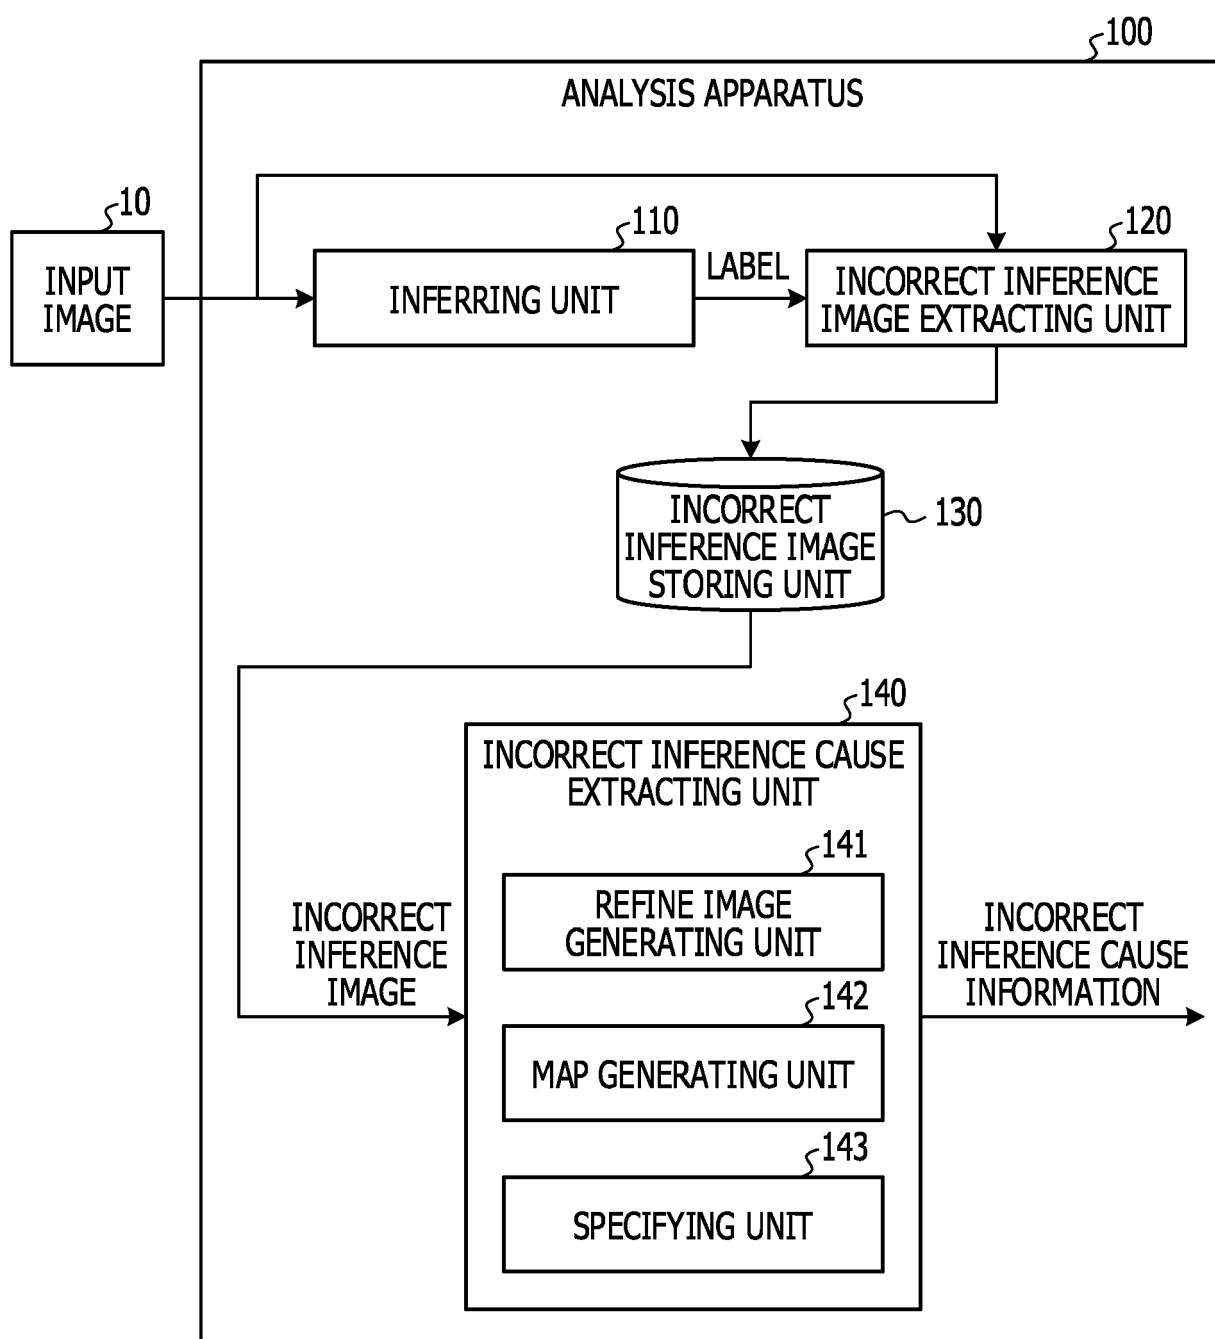 100
ANALYSIS APPARATUS
10
INPUT
IMAGE
110
INFERRING UNIT
LABEL
120
INCORRECT INFERENCE
IMAGE EXTRACTING UNIT
INCORRECT
INFERENCE IMAGE
STORING UNIT
130
140
INCORRECT INFERENCE CAUSE
EXTRACTING UNIT
141
REFINE IMAGE
GENERATING UNIT
INCORRECT
INFERENCE
IMAGE
142
MAP GENERATING UNIT
143
SPECIFYING UNIT
INCORRECT
INFERENCE CAUSE
INFORMATION